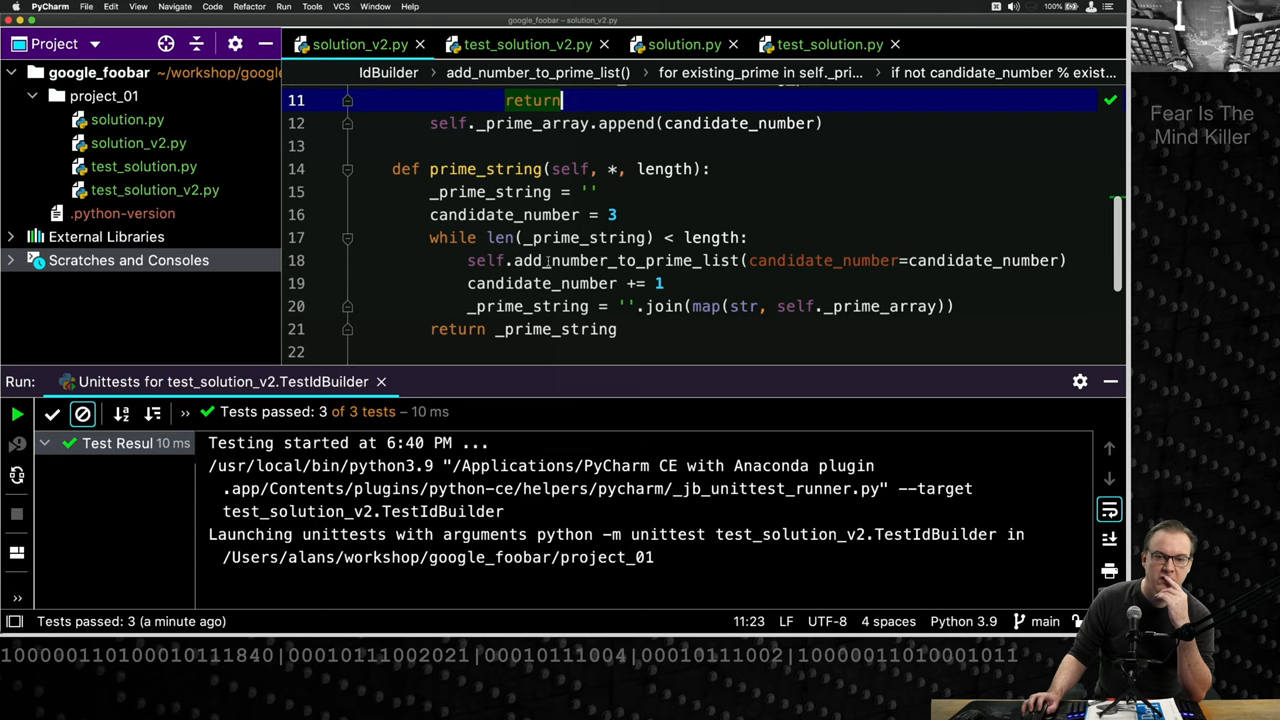 PyCharm File Edit View Navigate Code Refactor Run Tools VCS Window Help 100%
google_foobar – solution_v2.py
Project
solution_v2.py test_solution_v2.py solution.py test_solution.py
IdBuilder add_number_to_prime_list() for existing_prime in self._pri... if not candidate_number % exist...
google_foobar ~/workshop/google
project_01
solution.py
solution_v2.py
test_solution.py
test_solution_v2.py
.python-version
External Libraries
Scratches and Consoles
11 return
12 self._prime_array.append(candidate_number)
13
14 def prime_string(self, *, length):
15 _prime_string = ''
16 candidate_number = 3
17 while len(_prime_string) < length:
18 self.add_number_to_prime_list(candidate_number=candidate_number)
19 candidate_number += 1
20 _prime_string = ''.join(map(str, self._prime_array))
21 return _prime_string
22
Fear Is The
Mind Killer
Run: Unittests for test_solution_v2.TestIdBuilder
Tests passed: 3 of 3 tests – 10 ms
Test Resul 10 ms
Testing started at 6:40 PM ...
/usr/local/bin/python3.9 "/Applications/PyCharm CE with Anaconda plugin
.app/Contents/plugins/python-ce/helpers/pycharm/_jb_unittest_runner.py" --target
test_solution_v2.TestIdBuilder
Launching unittests with arguments python -m unittest test_solution_v2.TestIdBuilder in
/Users/alans/workshop/google_foobar/project_01
Tests passed: 3 (a minute ago) 11:23 LF UTF-8 4 spaces Python 3.9 main
1000001101000101111840|00010111002021|00010111004|00010111002|100000110100010​11